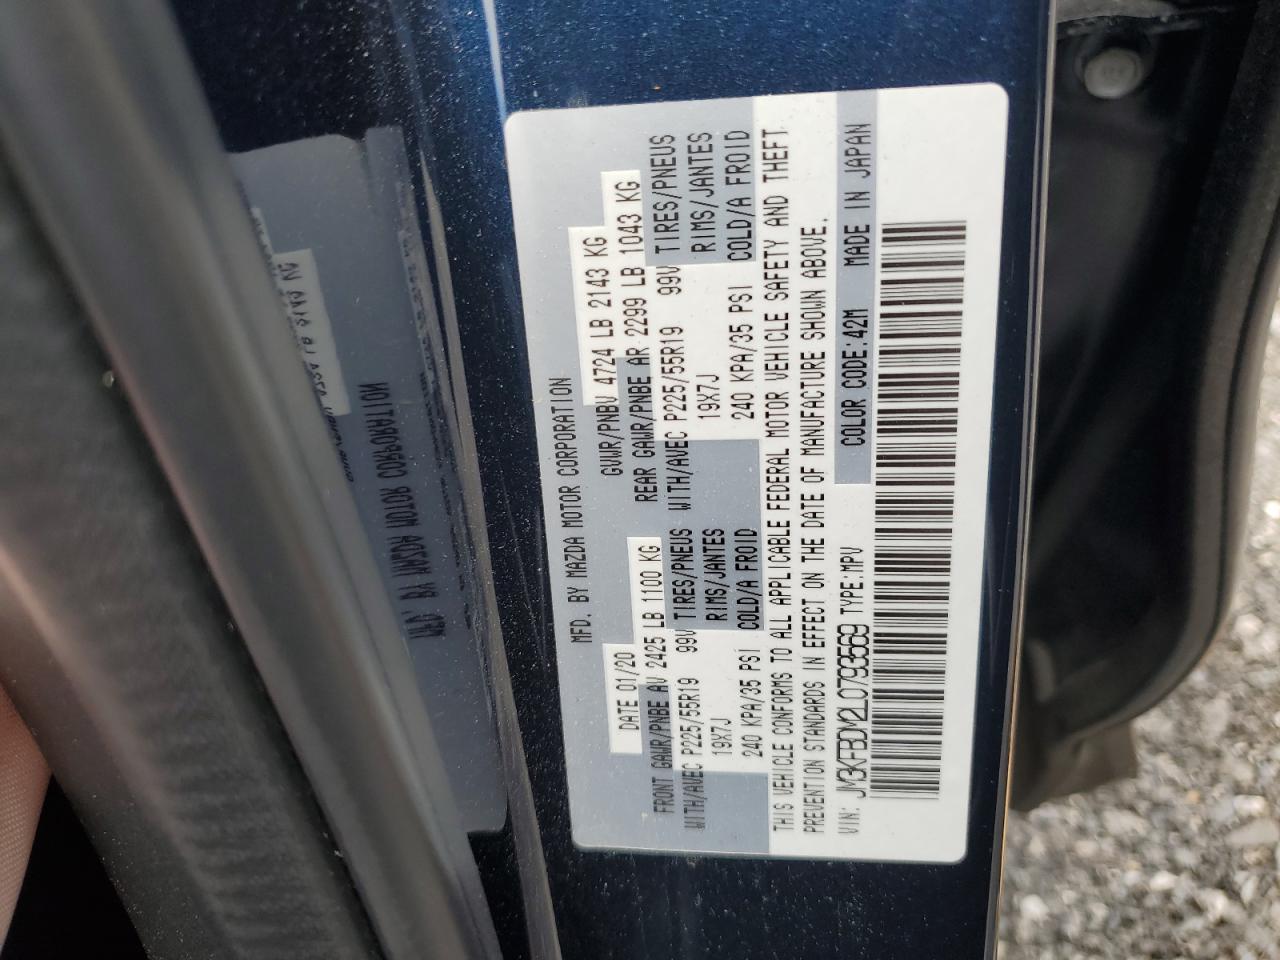 MFD. BY MAZDA MOTOR CORPORATION
DATE 01/20 GVWR/PNBV 4724 LB 2143 KG
FRONT GAWR/PNBE AV 2425 LB 1100 KG REAR GAWR/PNBE AR 2299 LB 1043 KG
WITH/AVEC P225/55R19 99V TIRES/PNEUS WITH/AVEC P225/55R19 99V TIRES/PNEUS
19X7J RIMS/JANTES 19X7J RIMS/JANTES
240 KPA/35 PSI COLD/A FROID 240 KPA/35 PSI COLD/A FROID
THIS VEHICLE CONFORMS TO ALL APPLICABLE FEDERAL MOTOR VEHICLE SAFETY AND THEFT
PREVENTION STANDARDS IN EFFECT ON THE DATE OF MANUFACTURE SHOWN ABOVE.
VIN: JM3KFBDY2L0793569 TYPE:MPV COLOR CODE:42M MADE IN JAPAN